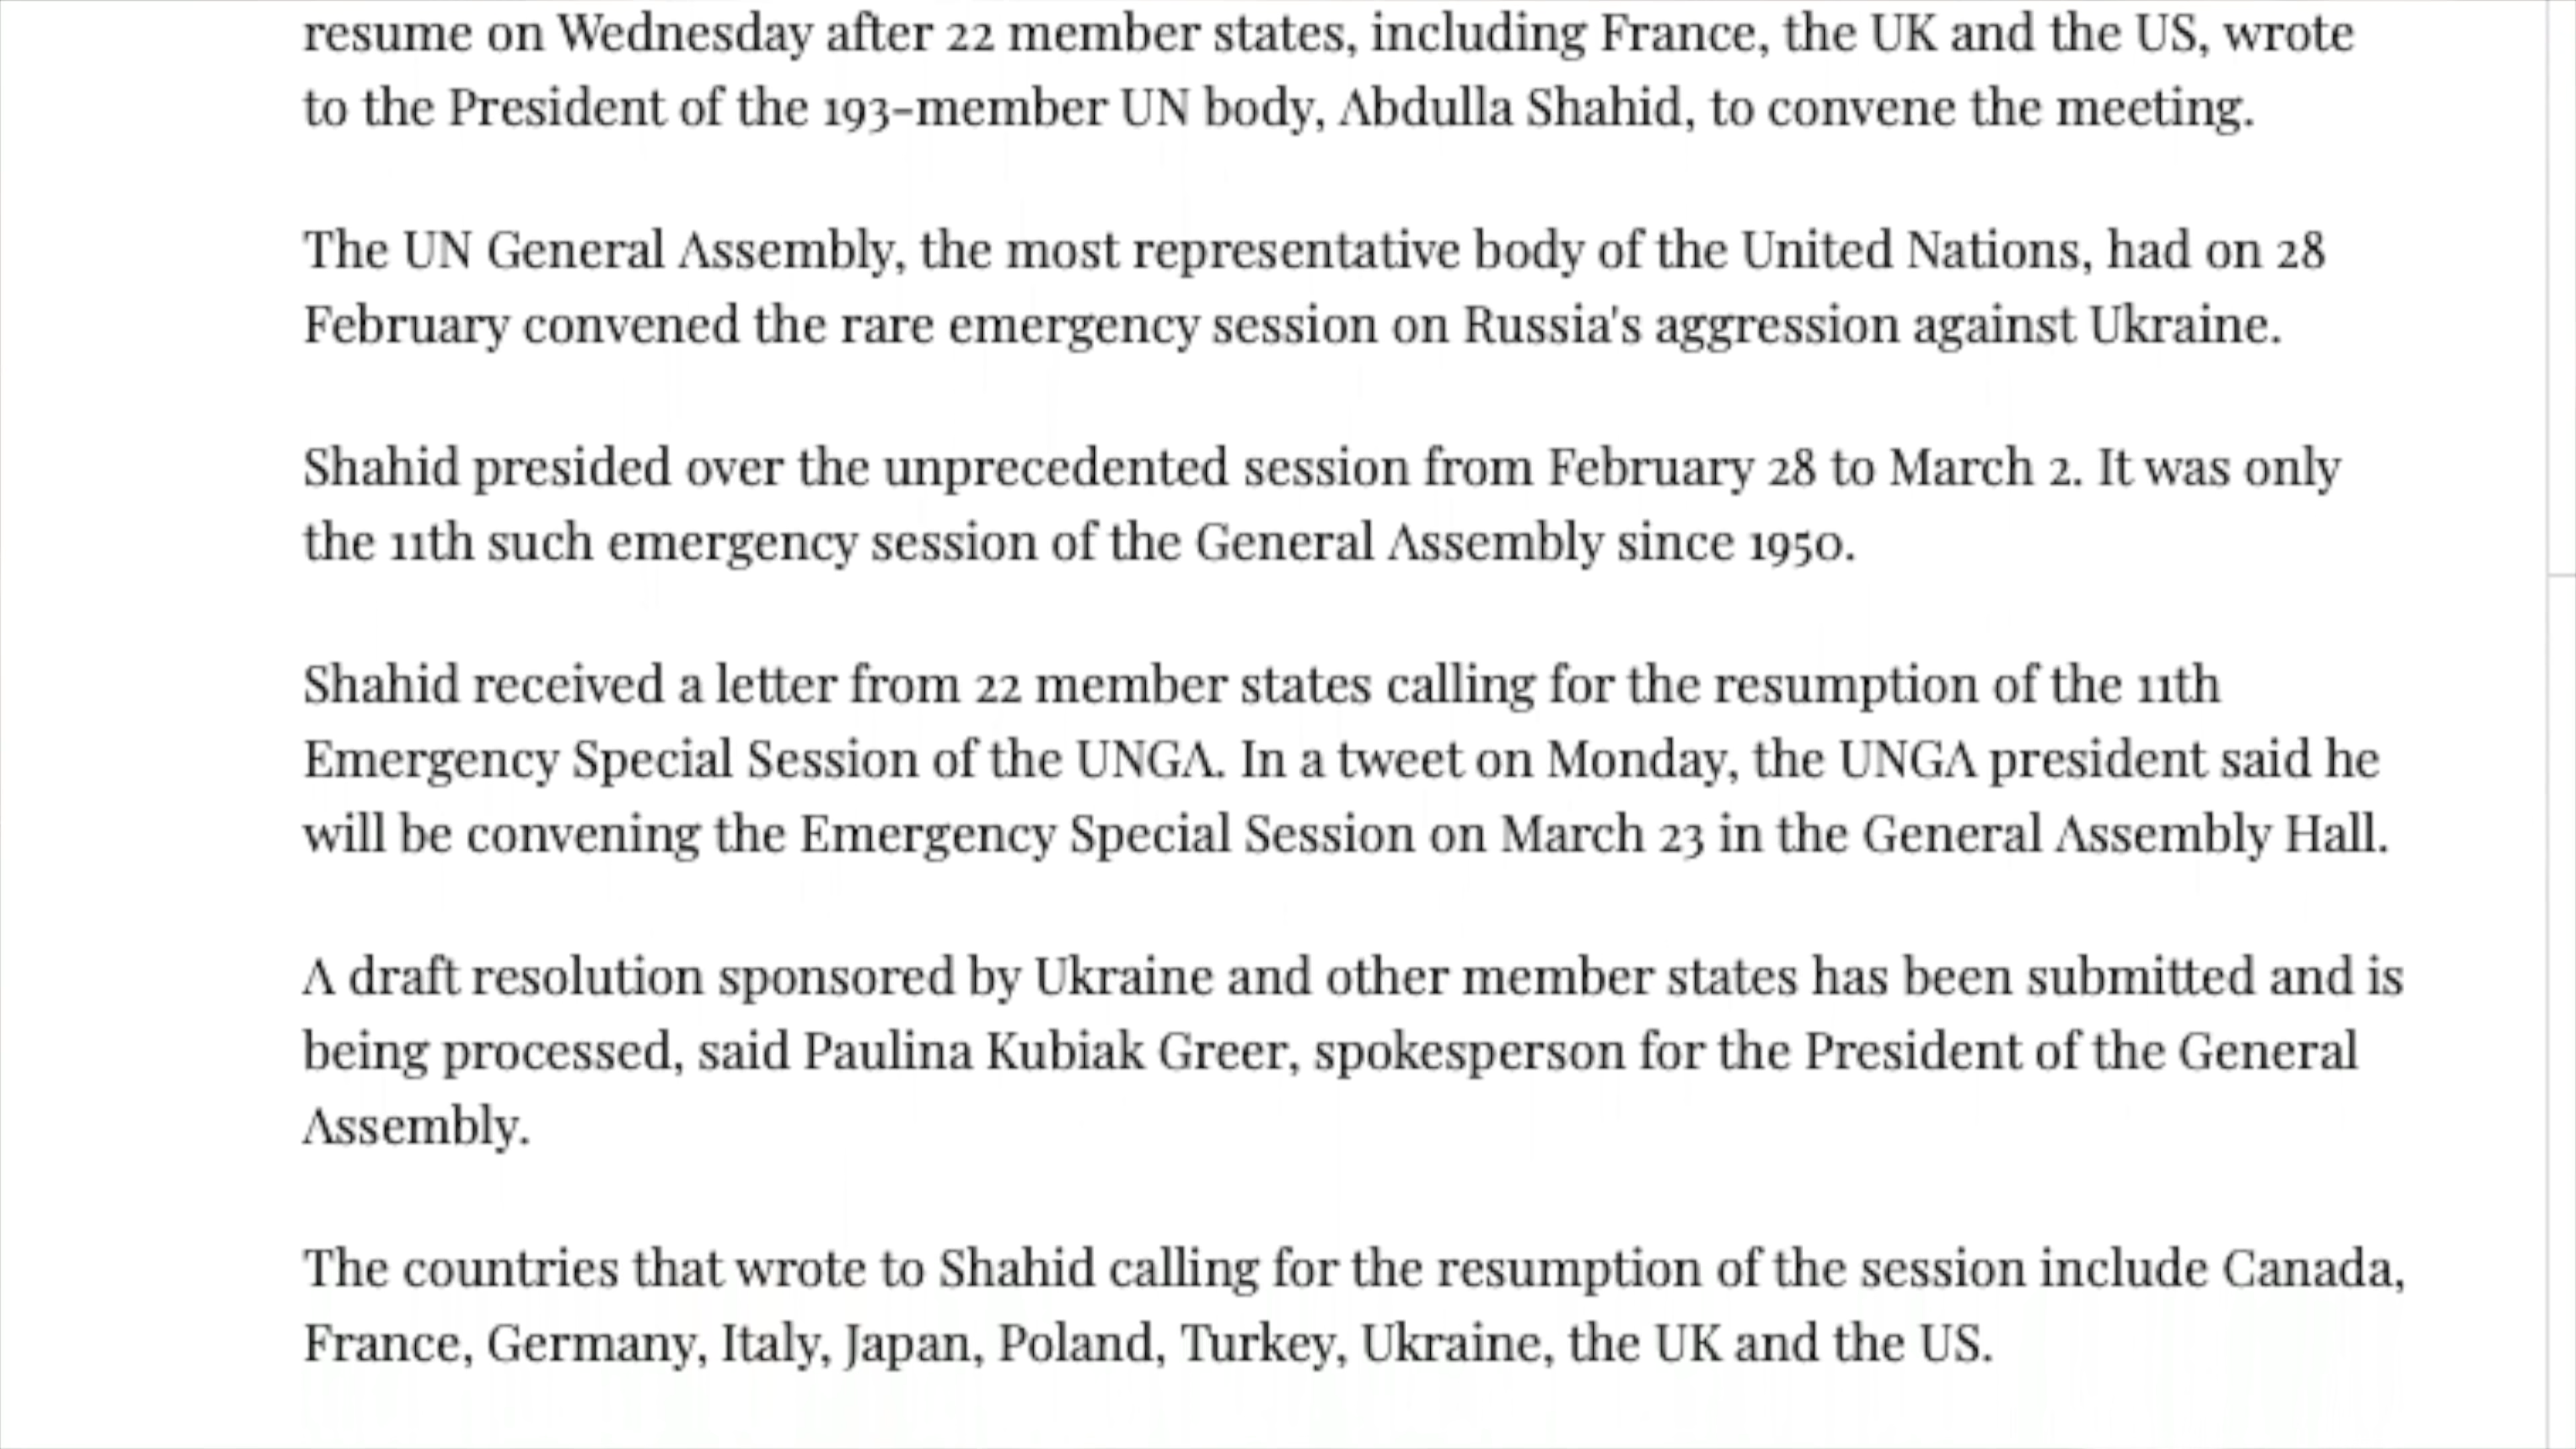 resume on Wednesday after 22 member states, including France, the UK and the US, wrote
to the President of the 193-member UN body, Abdulla Shahid, to convene the meeting.
The UN General Assembly, the most representative body of the United Nations, had on 28
February convened the rare emergency session on Russia's aggression against Ukraine.
Shahid presided over the unprecedented session from February 28 to March 2. It was only
the 11th such emergency session of the General Assembly since 1950.
Shahid received a letter from 22 member states calling for the resumption of the 11th
Emergency Special Session of the UNGA. In a tweet on Monday, the UNGA president said he
will be convening the Emergency Special Session on March 23 in the General Assembly Hall.
A draft resolution sponsored by Ukraine and other member states has been submitted and is
being processed, said Paulina Kubiak Greer, spokesperson for the President of the General
Assembly.
The countries that wrote to Shahid calling for the resumption of the session include Canada,
France, Germany, Italy, Japan, Poland, Turkey, Ukraine, the UK and the US.